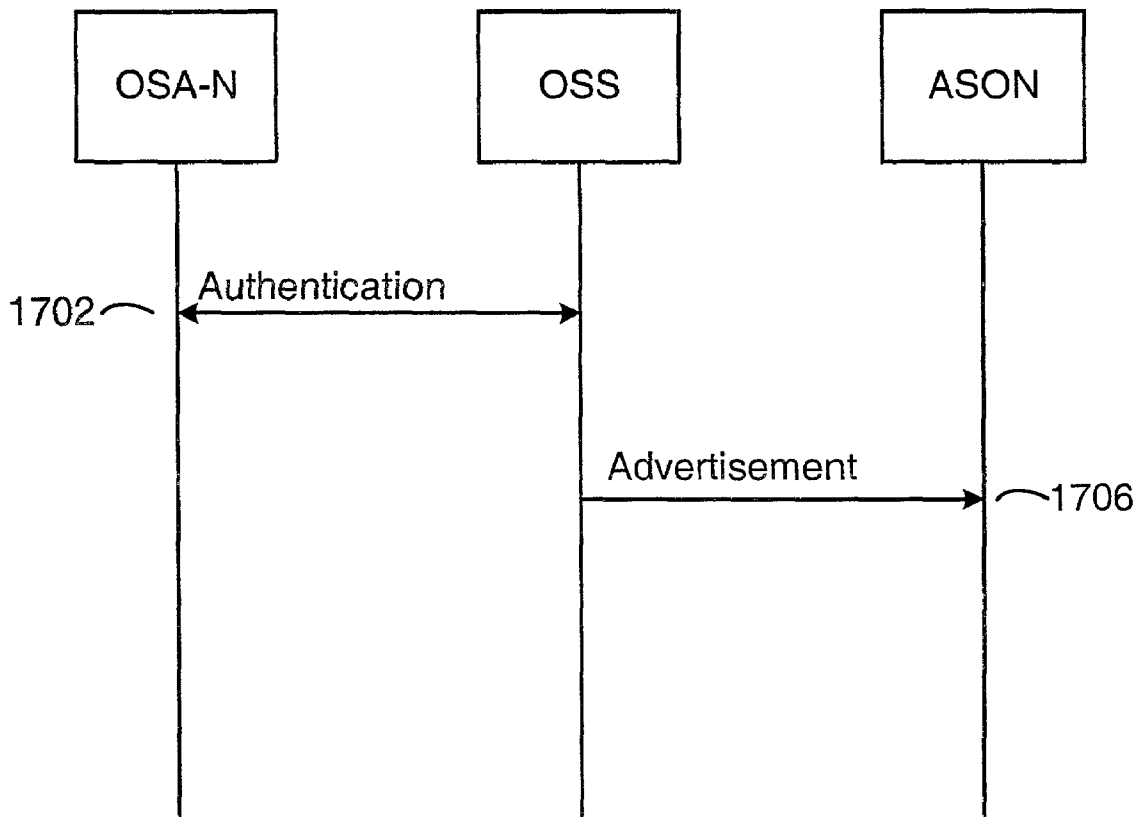 OSA-N
OSS
ASON
Authentication
1702
Advertisement
1706